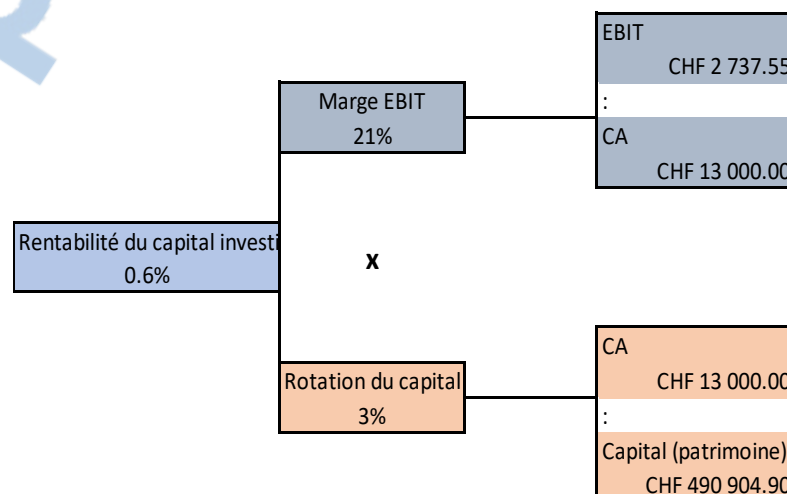 EBIT
CHF 2 737.55
:
CA
CHF 13 000.00
Marge EBIT
21%
Rentabilité du capital investi
0.6%
x
Rotation du capital
3%
CA
CHF 13 000.00
:
Capital (patrimoine)
CHF 490 904.90